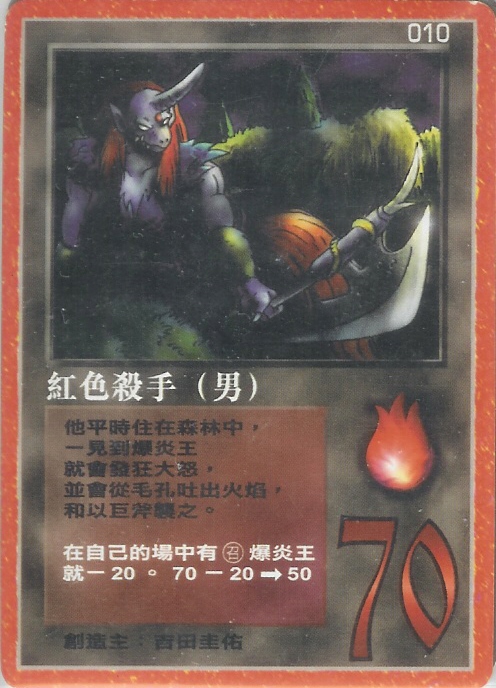 010
紅色殺手（男）
他平時住在森林中，
一見到爆炎王
就會發狂大怒，
並會從毛孔吐出火焰，
和以巨斧襲之。
在自己的場中有㊁召 爆炎王
就－20。70－20➡50
70
創造主：吉田圭佑